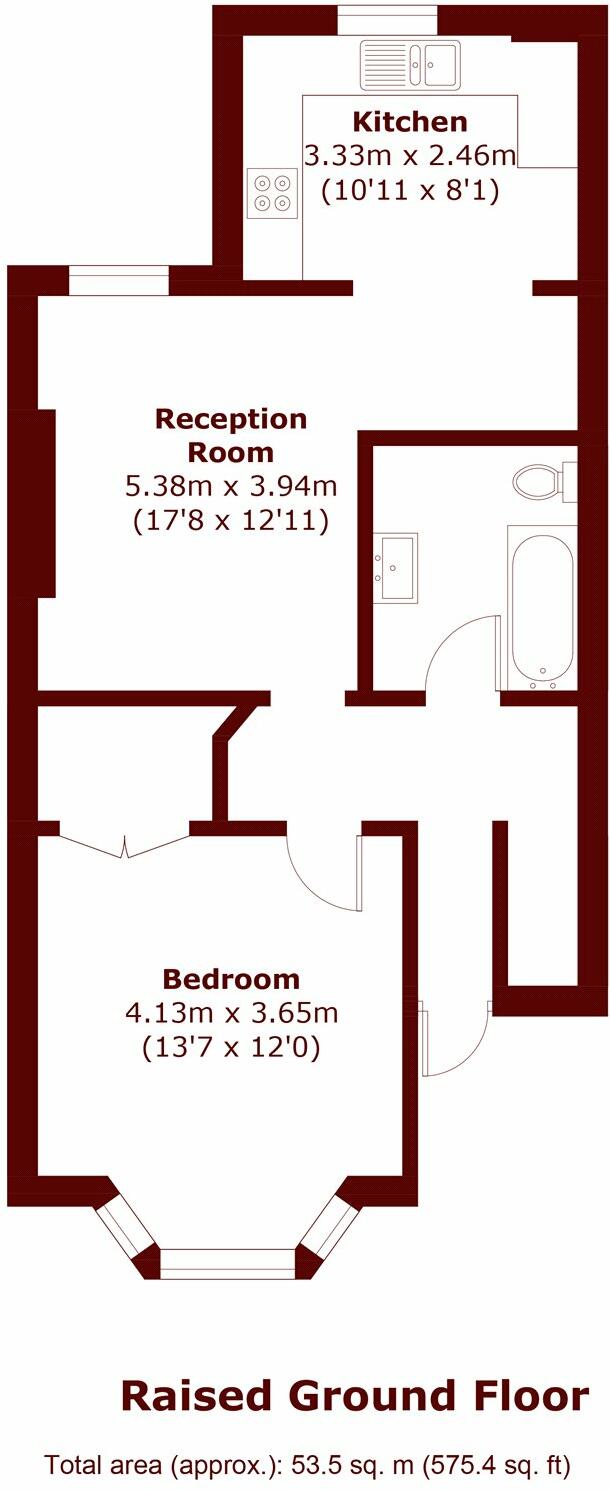 Kitchen
3.33m x 2.46m
(10'11 x 8'1)
Reception
Room
5.38m x 3.94m
(17'8 x 12'11)
Bedroom
4.13m x 3.65m
(13'7 x 12'0)
Raised Ground Floor
Total area (approx.): 53.5 sq. m (575.4 sq. ft)